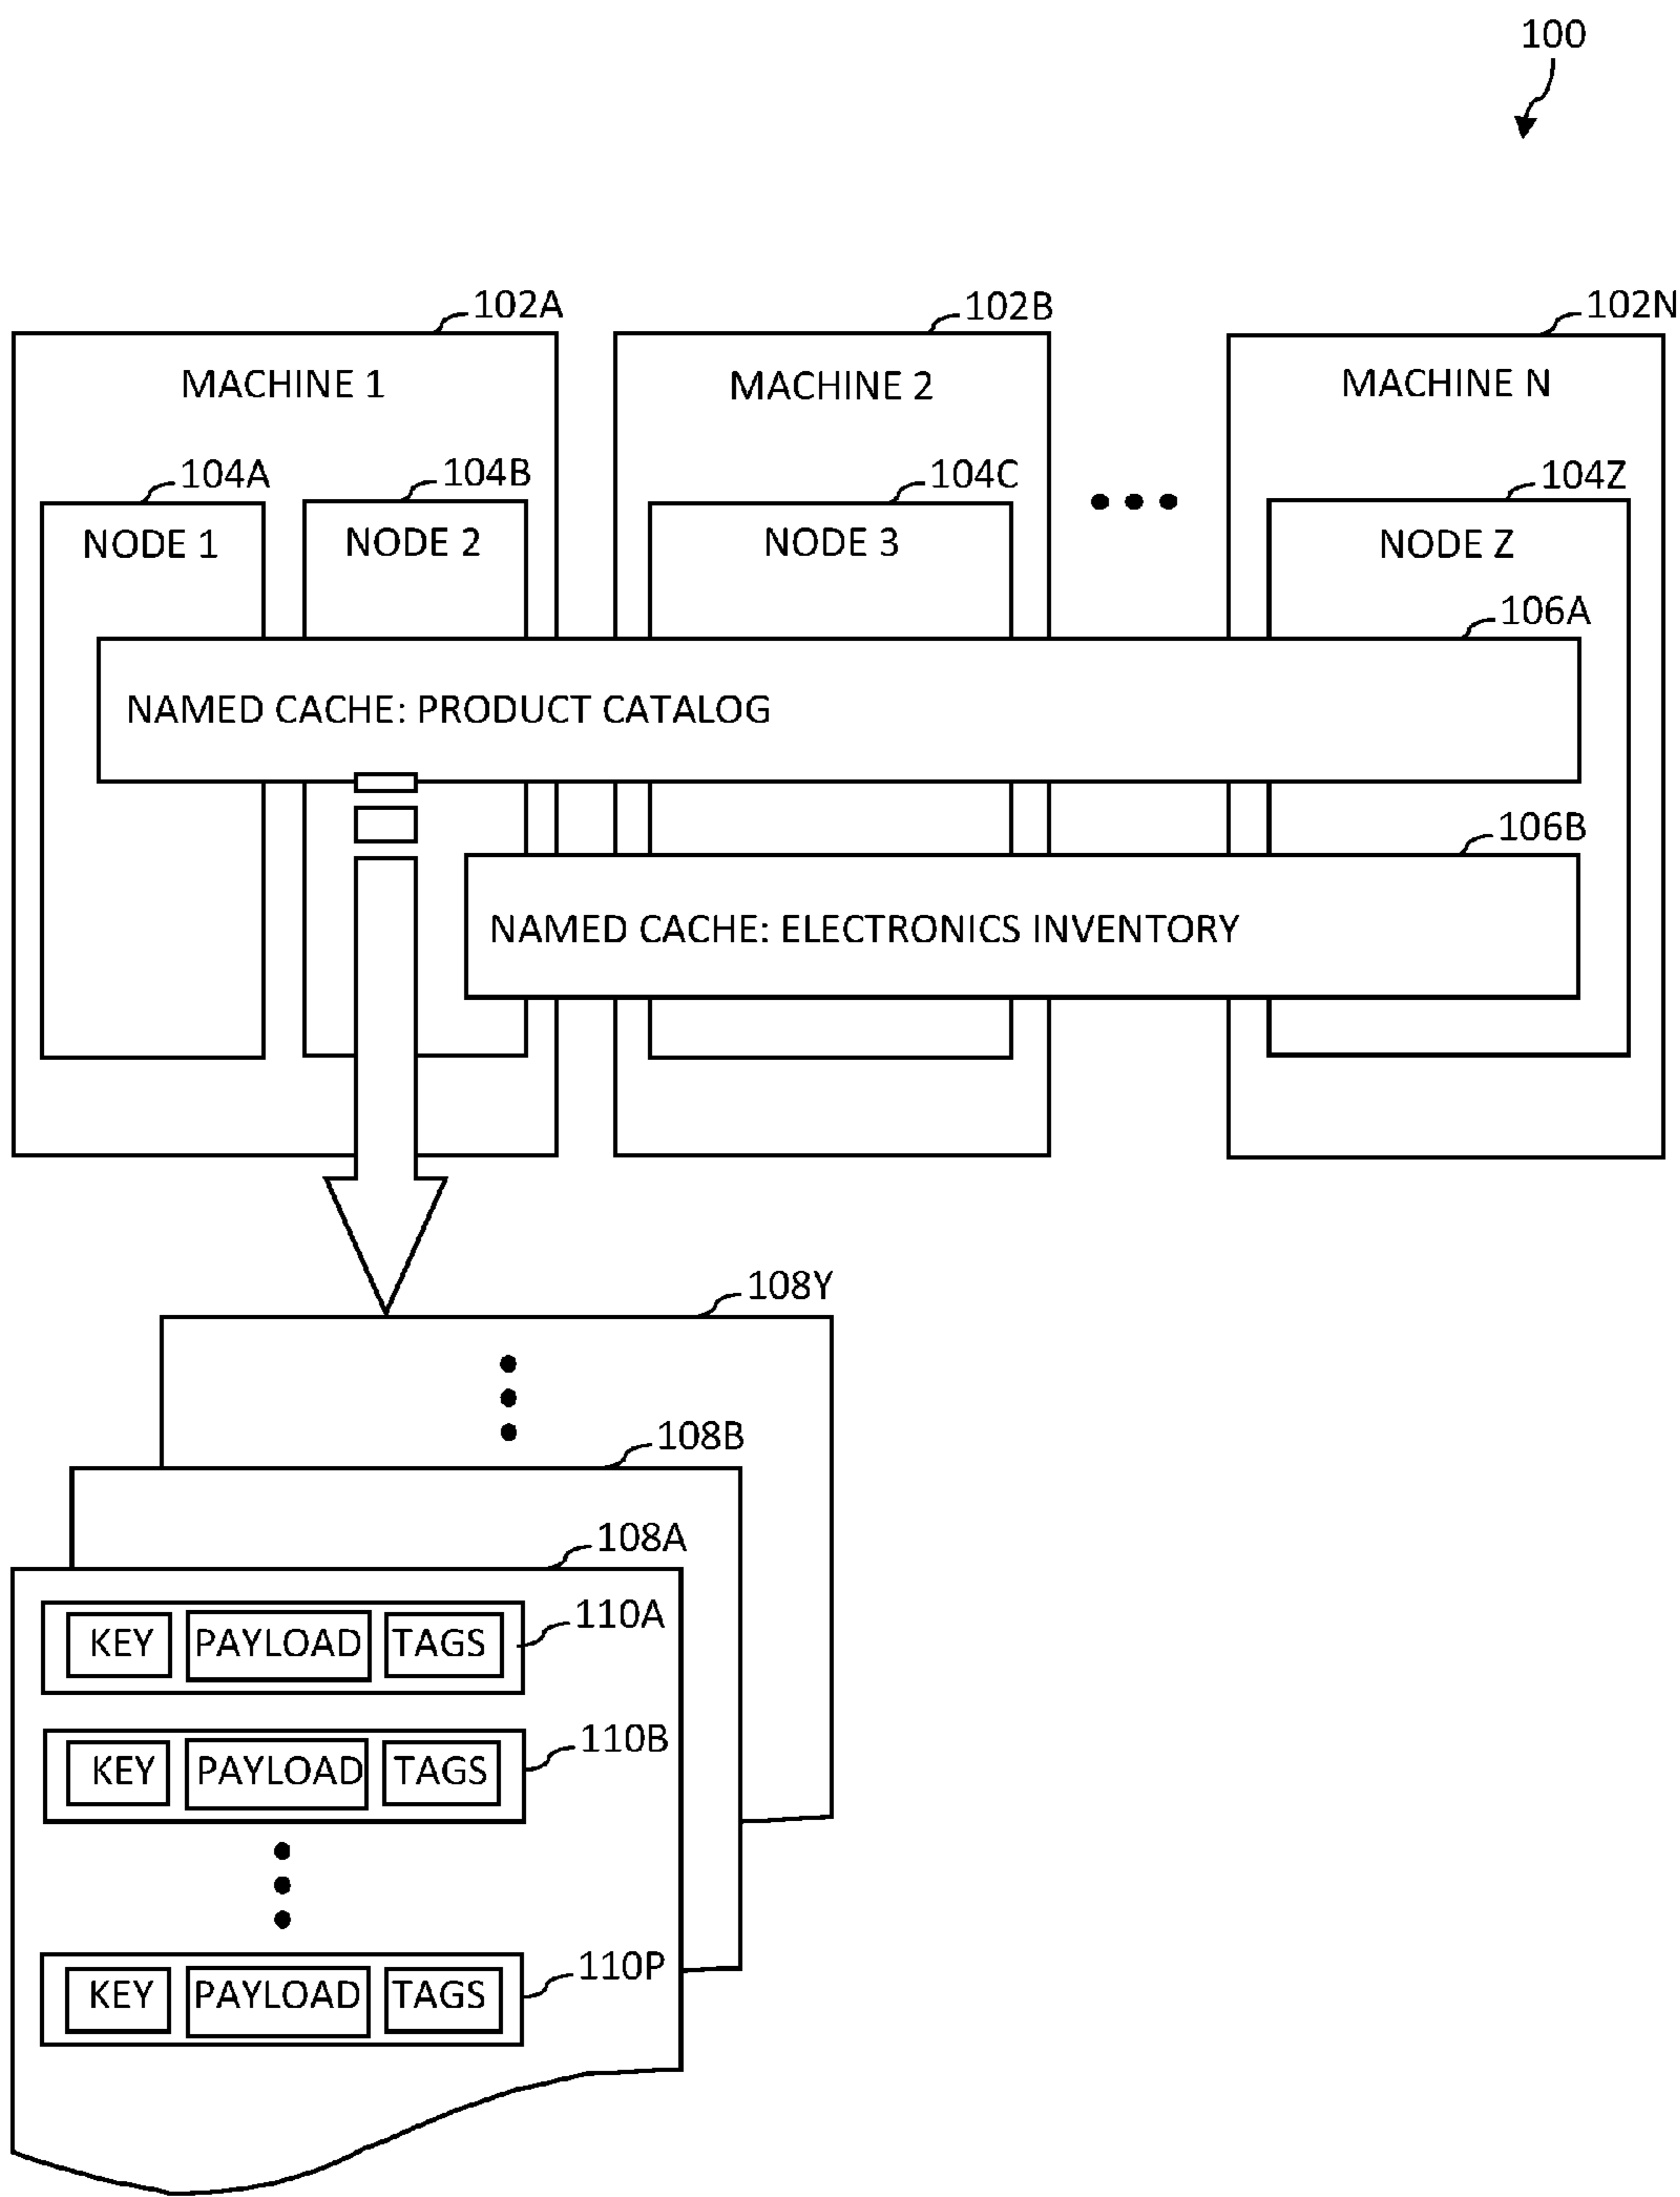 100
102A
102B
102N
MACHINE 1
MACHINE 2
MACHINE N
104A
104B
104C
104Z
NODE 1
NODE 2
NODE 3
NODE Z
106A
NAMED CACHE: PRODUCT CATALOG
106B
NAMED CACHE: ELECTRONICS INVENTORY
108Y
108B
108A
KEY PAYLOAD TAGS 110A
KEY PAYLOAD TAGS 110B
KEY PAYLOAD TAGS 110P